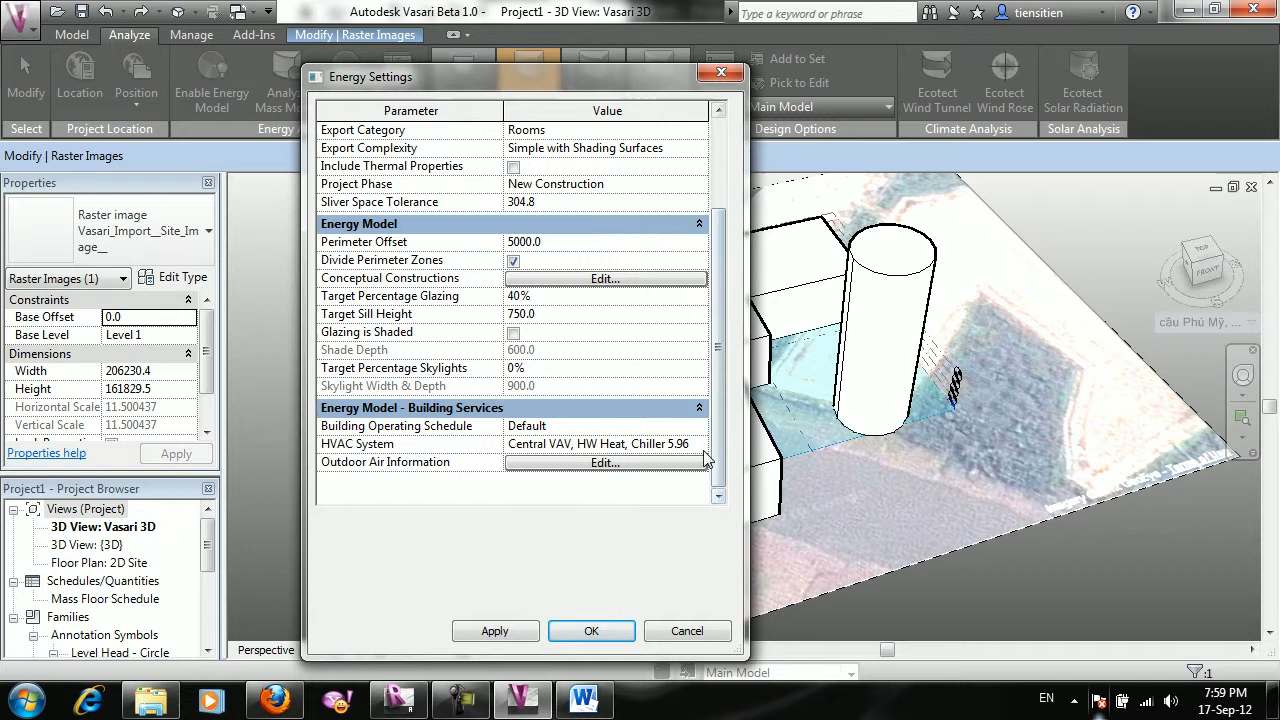 Autodesk Vasari Beta 1.0 - Project1 - 3D View: Vasari 3D
Type a keyword or phrase
tiensitien
Model Analyze Manage Add-Ins Modify | Raster Images
Modify Location Position Enable Energy Model
Add to Set
Pick to Edit
Main Model
Ecotect Wind Tunnel
Ecotect Wind Rose
Ecotect Solar Radiation
Select Project Location Design Options Climate Analysis Solar Analysis
Modify | Raster Images
Properties
Raster image
Vasari_Import__Site_Im
age__
Raster Images (1) Edit Type
Constraints
Base Offset 0.0
Base Level Level 1
Dimensions
Width 206230.4
Height 161829.5
Horizontal Scale 11.500437
Vertical Scale 11.500437
Properties help Apply
Project1 - Project Browser
Views (Project)
3D View: Vasari 3D
3D View: {3D}
Floor Plan: 2D Site
Schedules/Quantities
Mass Floor Schedule
Families
Annotation Symbols
Level Head - Circle
Energy Settings
Parameter Value
Export Category Rooms
Export Complexity Simple with Shading Surfaces
Include Thermal Properties
Project Phase New Construction
Sliver Space Tolerance 304.8
Energy Model
Perimeter Offset 5000.0
Divide Perimeter Zones
Conceptual Constructions Edit...
Target Percentage Glazing 40%
Target Sill Height 750.0
Glazing is Shaded
Shade Depth 600.0
Target Percentage Skylights 0%
Skylight Width & Depth 900.0
Energy Model - Building Services
Building Operating Schedule Default
HVAC System Central VAV, HW Heat, Chiller 5.96
Outdoor Air Information Edit...
Apply OK Cancel
TOP
FRONT
cầu Phú Mỹ, ...
Perspective
Main Model
:1
EN
7:59 PM
17-Sep-12